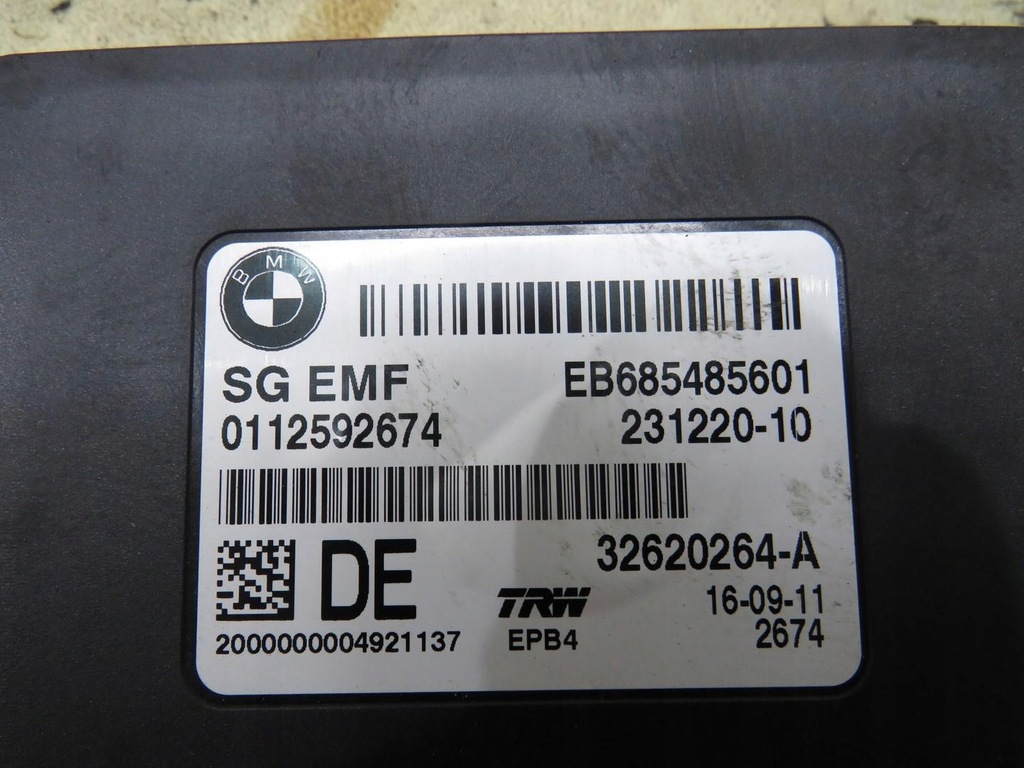 BMW
SG EMF EB685485601
0112592674 231220-10
DE 32620264-A
TRW 16-09-11
2000000004921137 EPB4 2674